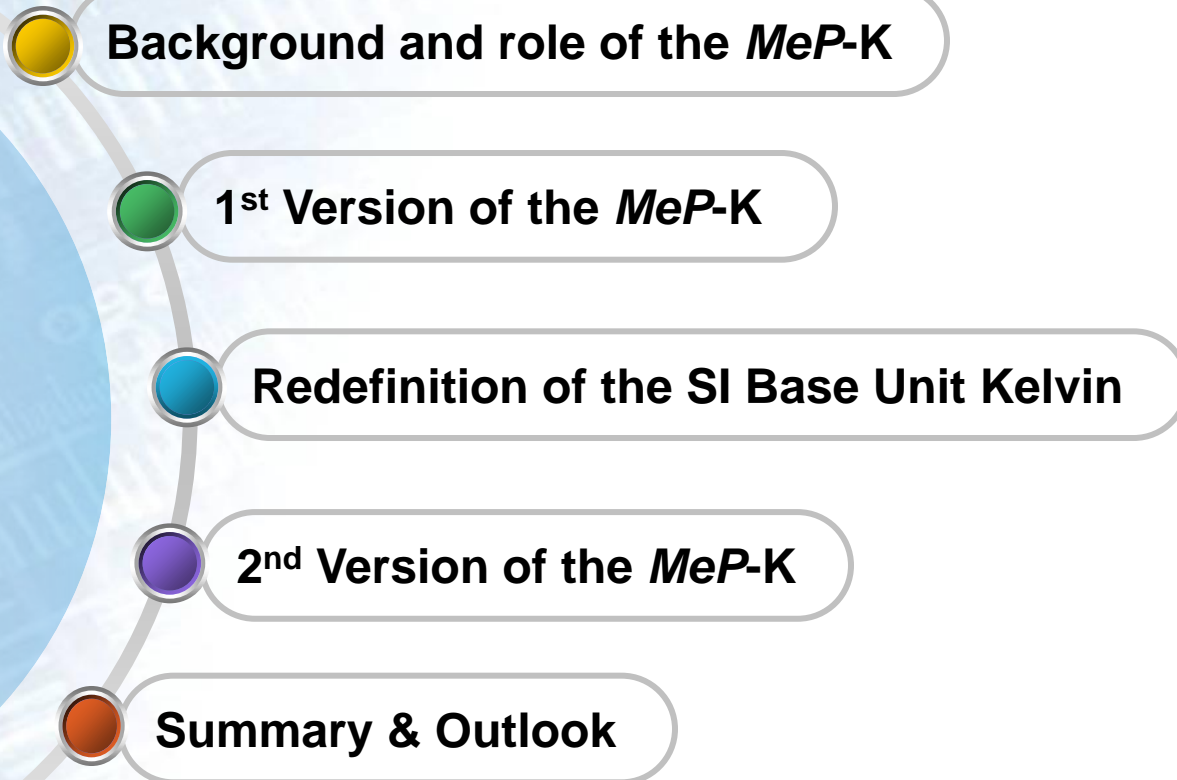 Background and role of the MeP-K
1st Version of the MeP-K
Redefinition of the SI Base Unit Kelvin
2nd Version of the MeP-K
Summary & Outlook